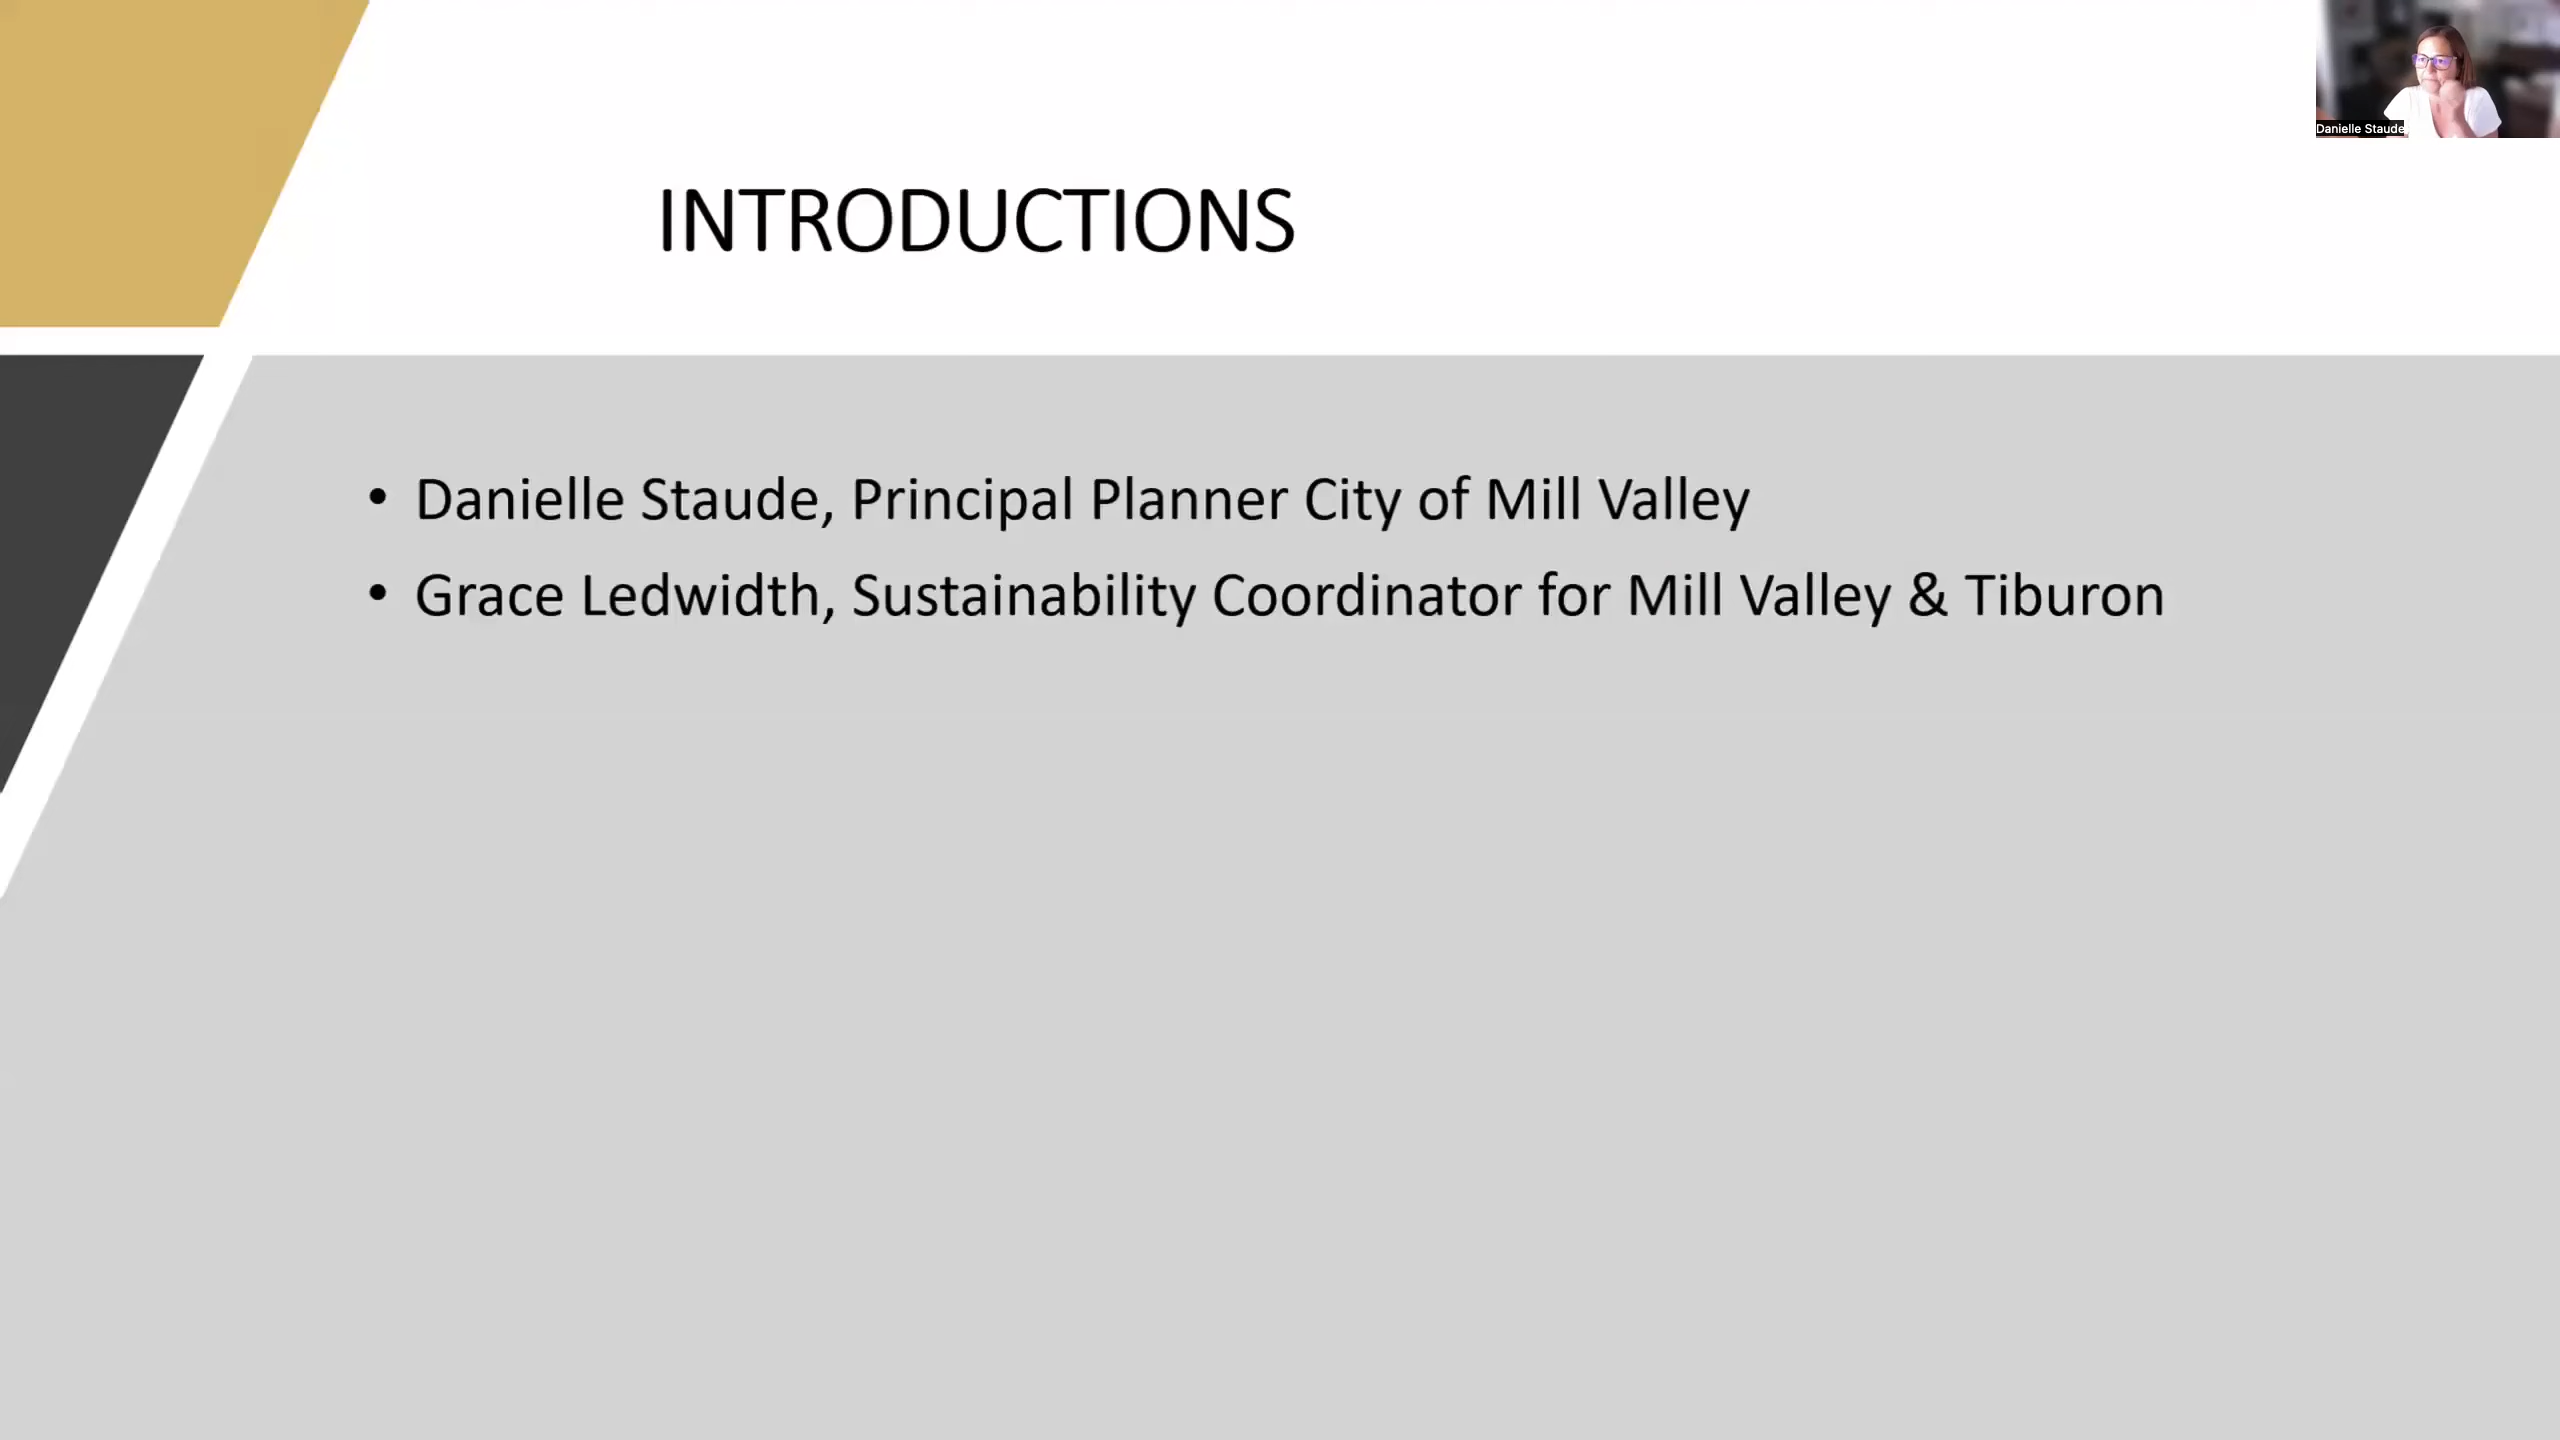 Danielle Staude
INTRODUCTIONS
• Danielle Staude, Principal Planner City of Mill Valley
• Grace Ledwidth, Sustainability Coordinator for Mill Valley & Tiburon